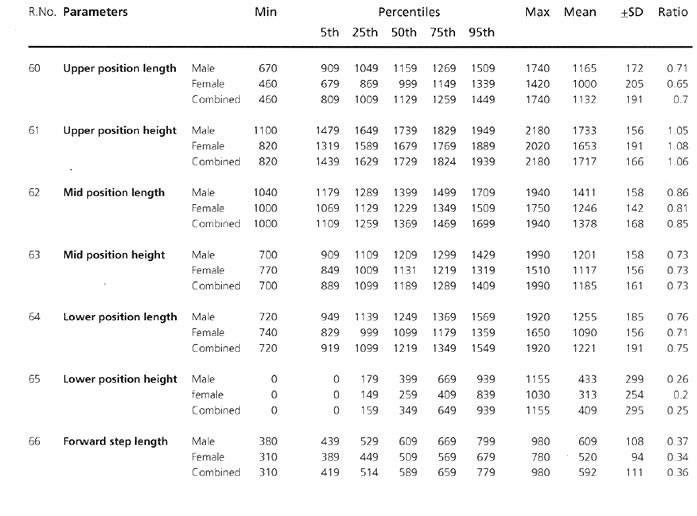 R.No. Parameters Min Percentiles Max Mean ±SD Ratio
5th 25th 50th 75th 95th
60 Upper position length Male 670 909 1049 1159 1269 1509 1740 1165 172 0.71
Female 460 679 869 999 1149 1339 1420 1000 205 0.65
Combined 460 809 1009 1129 1259 1449 1740 1132 191 0.7
61 Upper position height Male 1100 1479 1649 1739 1829 1949 2180 1733 156 1.05
Female 820 1319 1589 1679 1769 1889 2020 1653 191 1.08
Combined 820 1439 1629 1729 1824 1939 2180 1717 166 1.06
62 Mid position length Male 1040 1179 1289 1399 1499 1709 1940 1411 158 0.86
Female 1000 1069 1129 1229 1349 1509 1750 1246 142 0.81
Combined 1000 1109 1259 1369 1469 1699 1940 1378 168 0.85
63 Mid position height Male 700 909 1109 1209 1299 1429 1990 1201 158 0.73
Female 770 849 1009 1131 1219 1319 1510 1117 156 0.73
Combined 700 889 1099 1189 1289 1409 1990 1185 161 0.73
64 Lower position length Male 720 949 1139 1249 1369 1569 1920 1255 185 0.76
Female 740 829 999 1099 1179 1359 1650 1090 156 0.71
Combined 720 919 1099 1219 1349 1549 1920 1221 191 0.75
65 Lower position height Male 0 0 179 399 669 939 1155 433 299 0.26
female 0 0 149 259 409 839 1030 313 254 0.2
Combined 0 0 159 349 649 939 1155 409 295 0.25
66 Forward step length Male 380 439 529 609 669 799 980 609 108 0.37
Female 310 389 449 509 569 679 780 520 94 0.34
Combined 310 419 514 589 659 779 980 592 111 0.36